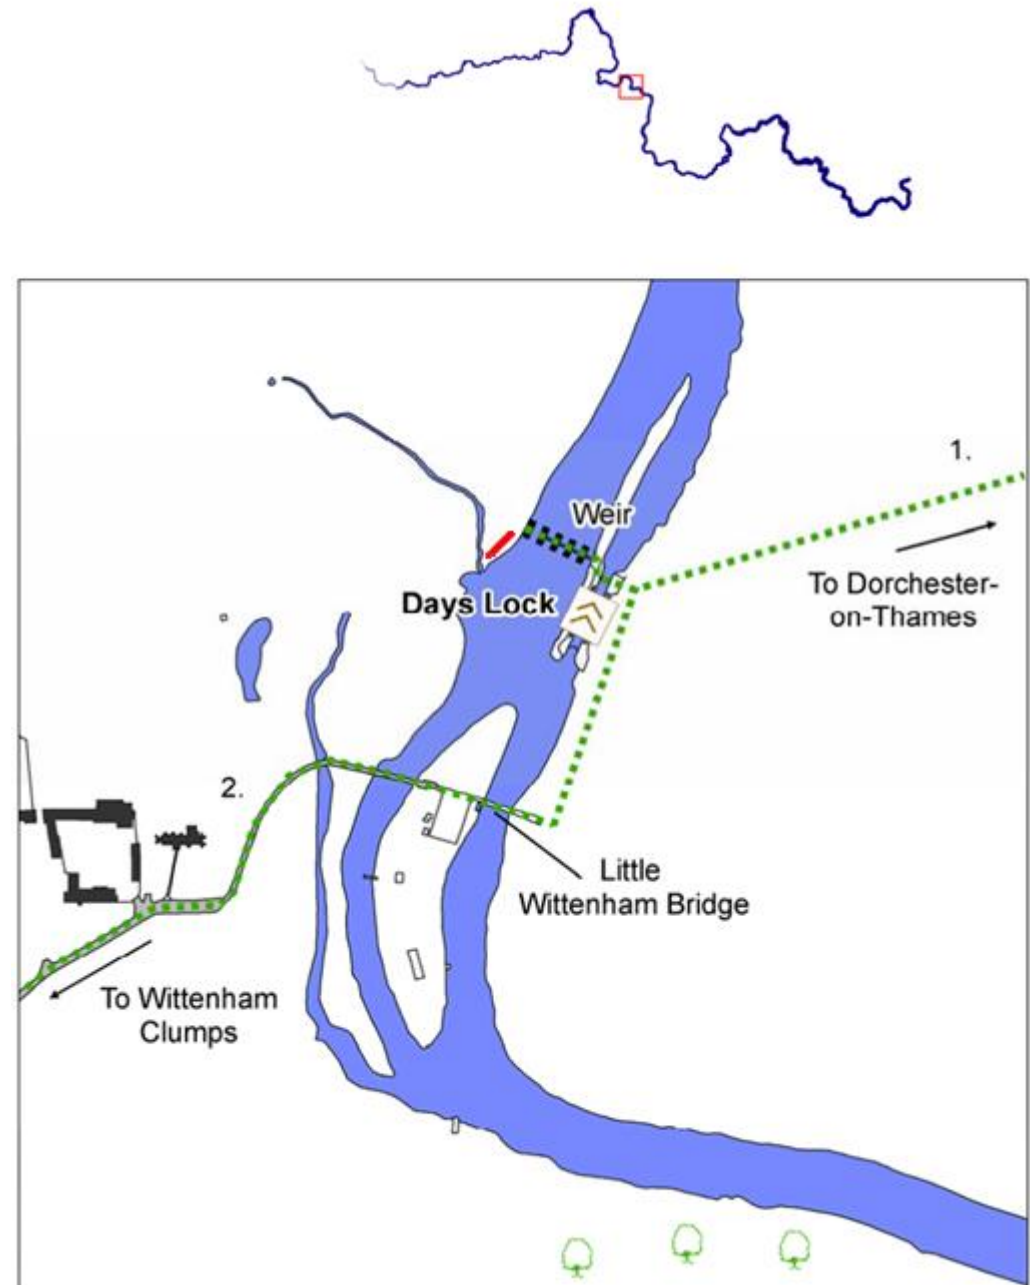 1.
Weir
To Dorchester-
on-Thames
Days Lock
2.
Little
Wittenham Bridge
To Wittenham
Clumps